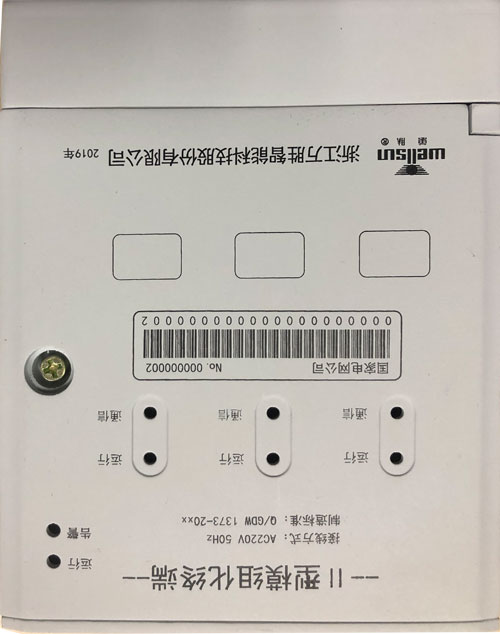 --II型模组化终端--
接线方式：AC220V 50Hz
制造标准：Q/GDW 1373-20xx
运行
告警
运行 运行 运行
通信 通信 通信
国家电网公司 No. 000000002
0000000000000000000002
wellsun 浙江万胜智能科技股份有限公司 2019年